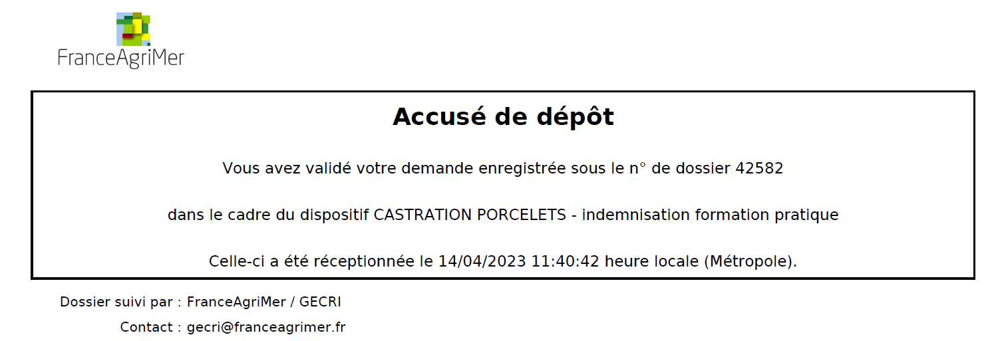 FranceAgriMer
Accusé de dépôt
Vous avez validé votre demande enregistrée sous le n° de dossier 42582
dans le cadre du dispositif CASTRATION PORCELETS - indemnisation formation pratique
Celle-ci a été réceptionnée le 14/04/2023 11:40:42 heure locale (Métropole).
Dossier suivi par : FranceAgriMer / GECRI
Contact : gecri@franceagrimer.fr